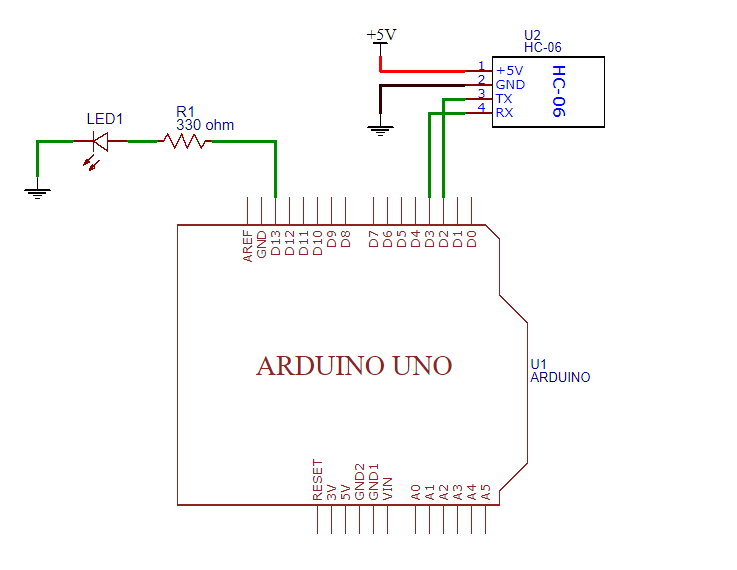 +5V
U2
HC-06
1
+5V
2
GND
3
TX
4
RX
HC-06
LED1
R1
330 ohm
AREF
GND
D13
D12
D11
D10
D9
D8
D7
D6
D5
D4
D3
D2
D1
D0
ARDUINO UNO
U1
ARDUINO
RESET
3V
5V
GND2
GND1
VIN
A0
A1
A2
A3
A4
A5